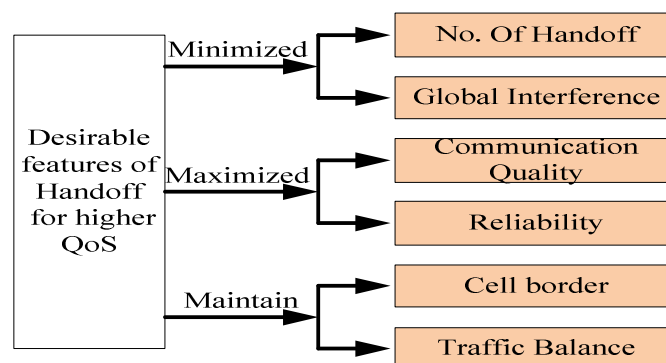 Desirable
features of
Handoff
for higher
QoS
Minimized
No. Of Handoff
Global Interference
Maximized
Communication
Quality
Reliability
Maintain
Cell border
Traffic Balance